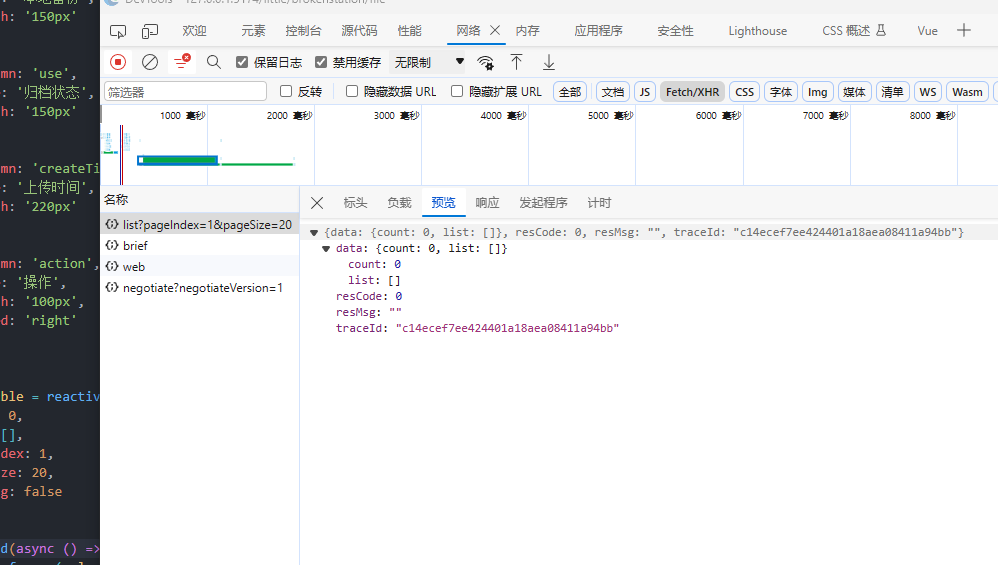 h: '150px'
mn: 'use',
: '归档状态',
h: '150px'
mn: 'createTi
: '上传时间',
h: '220px'
mn: 'action',
: '操作',
h: '100px',
ed: 'right'
ble = reactiv
0,
[],
dex: 1,
ze: 20,
g: false
d(async () =>
欢迎 元素 控制台 源代码 性能 网络 内存 应用程序 安全性 Lighthouse CSS 概述 Vue
保留日志 禁用缓存 无限制
筛选器 反转 隐藏数据 URL 隐藏扩展 URL 全部 文档 JS Fetch/XHR CSS 字体 Img 媒体 清单 WS Wasm
1000 毫秒 2000 毫秒 3000 毫秒 4000 毫秒 5000 毫秒 6000 毫秒 7000 毫秒 8000 毫秒
名称
list?pageIndex=1&pageSize=20
brief
web
negotiate?negotiateVersion=1
标头 负载 预览 响应 发起程序 计时
{data: {count: 0, list: []}, resCode: 0, resMsg: "", traceId: "c14ecef7ee424401a18aea08411a94bb"}
data: {count: 0, list: []}
count: 0
list: []
resCode: 0
resMsg: ""
traceId: "c14ecef7ee424401a18aea08411a94bb"